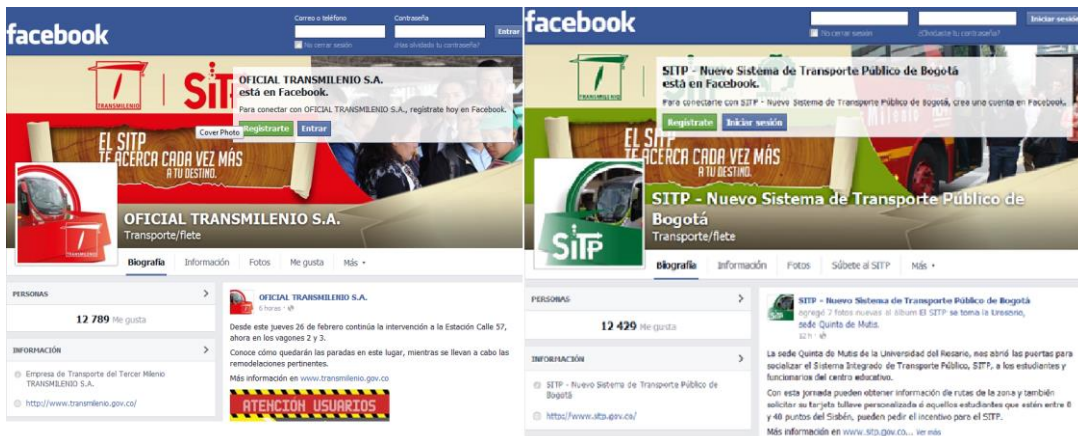 facebook
Correo o teléfono
Contraseña
Entrar
No cerrar sesión
¿Has olvidado tu contraseña?
TRANSMILENIO
OFICIAL TRANSMILENIO S.A.
está en Facebook.
Para conectar con OFICIAL TRANSMILENIO S.A., regístrate hoy en Facebook.
Cover Photo
Registrarte
Entrar
EL SITP
TE ACERCA CADA VEZ MÁS
A TU DESTINO.
TRANSMILENIO
OFICIAL TRANSMILENIO S.A.
Transporte/flete
Biografía
Información
Fotos
Me gusta
Más
PERSONAS
12 789 Me gusta
INFORMACIÓN
Empresa de Transporte del Tercer Milenio
TRANSMILENIO S.A.
http://www.transmilenio.gov.co/
OFICIAL TRANSMILENIO S.A.
6 horas
Desde este jueves 26 de febrero continúa la intervención a la Estación Calle 57,
ahora en los vagones 2 y 3.
Conoce cómo quedarán las paradas en este lugar, mientras se llevan a cabo las
remodelaciones pertinentes.
Más información en www.transmilenio.gov.co
ATENCION USUARIOS
facebook
Iniciar sesión
No cerrar sesión
¿Olvidaste tu contraseña?
TRANSMILENIO
SITP - Nuevo Sistema de Transporte Público de Bogotá
está en Facebook.
Para conectarte con SITP - Nuevo Sistema de Transporte Público de Bogotá, crea una cuenta en Facebook.
Regístrate
Iniciar sesión
EL SITP
TE ACERCA CADA VEZ MÁS
A TU DESTINO.
SITP
SITP - Nuevo Sistema de Transporte Público de
Bogotá
Transporte/flete
Biografía
Información
Fotos
Súbete al SITP
Más
PERSONAS
12 429 Me gusta
INFORMACIÓN
SITP - Nuevo Sistema de Transporte Público de
Bogotá
http://www.sitp.gov.co/
SITP - Nuevo Sistema de Transporte Público de Bogotá
agregó 7 fotos nuevas al álbum El SITP se toma la Urosario,
sede Quinta de Mutis.
12 h
La sede Quinta de Mutis de la Universidad del Rosario, nos abrió las puertas para
socializar el Sistema Integrado de Transporte Público, SITP, a los estudiantes y
funcionarios del centro educativo.
Con esta jornada pueden obtener información de rutas de la zona y también
solicitar su tarjeta tullave personalizada ó aquellos estudiantes que estén entre 0
y 40 puntos del Sisbén, pueden pedir el incentivo para el SITP.
Más información en www.sitp.gov.co... Ver más